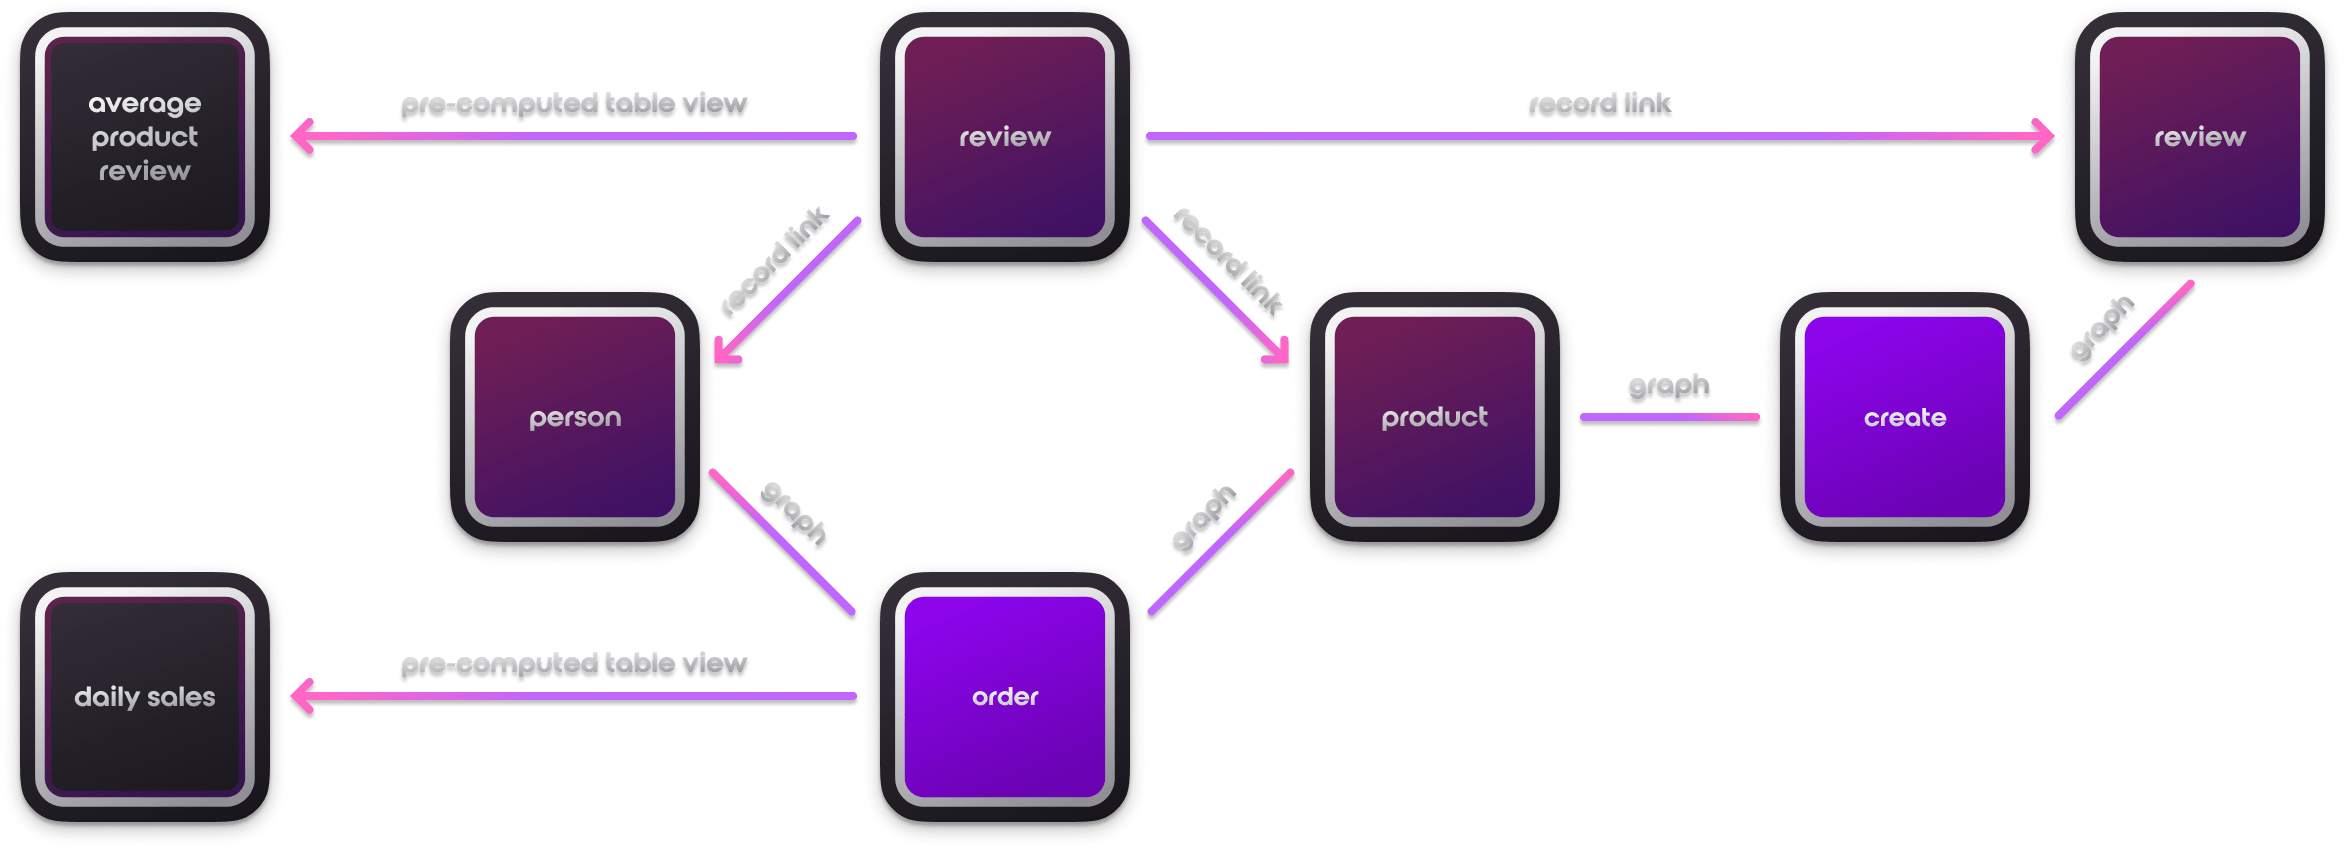 average
product
review
pre-computed table view
review
record link
review
record link
record link
person
product
graph
create
graph
graph
graph
daily sales
pre-computed table view
order